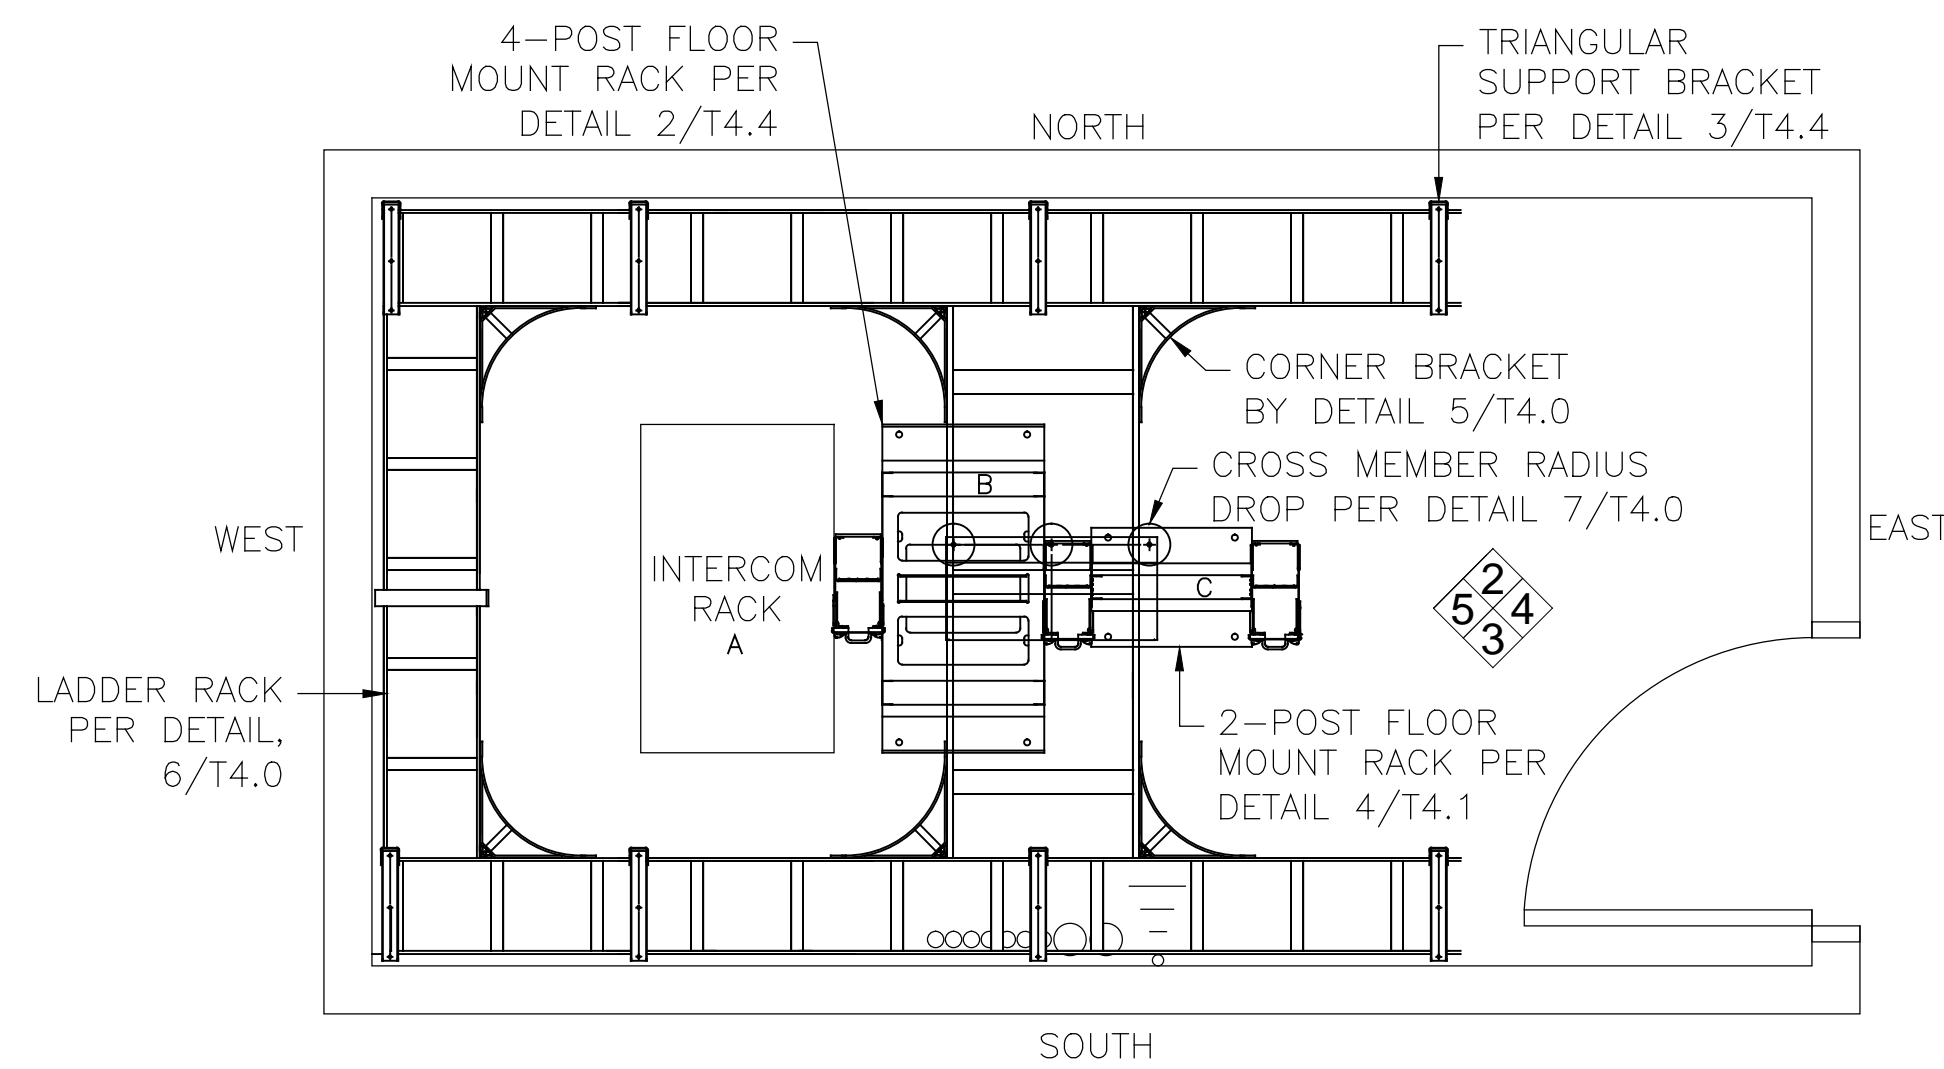 4-POST FLOOR
MOUNT RACK PER
DETAIL 2/T4.4
TRIANGULAR
SUPPORT BRACKET
PER DETAIL 3/T4.4
NORTH
CORNER BRACKET
BY DETAIL 5/T4.0
CROSS MEMBER RADIUS
DROP PER DETAIL 7/T4.0
B
WEST
EAST
INTERCOM
RACK
A
C
2
5 4
3
LADDER RACK
PER DETAIL,
6/T4.0
2-POST FLOOR
MOUNT RACK PER
DETAIL 4/T4.1
SOUTH